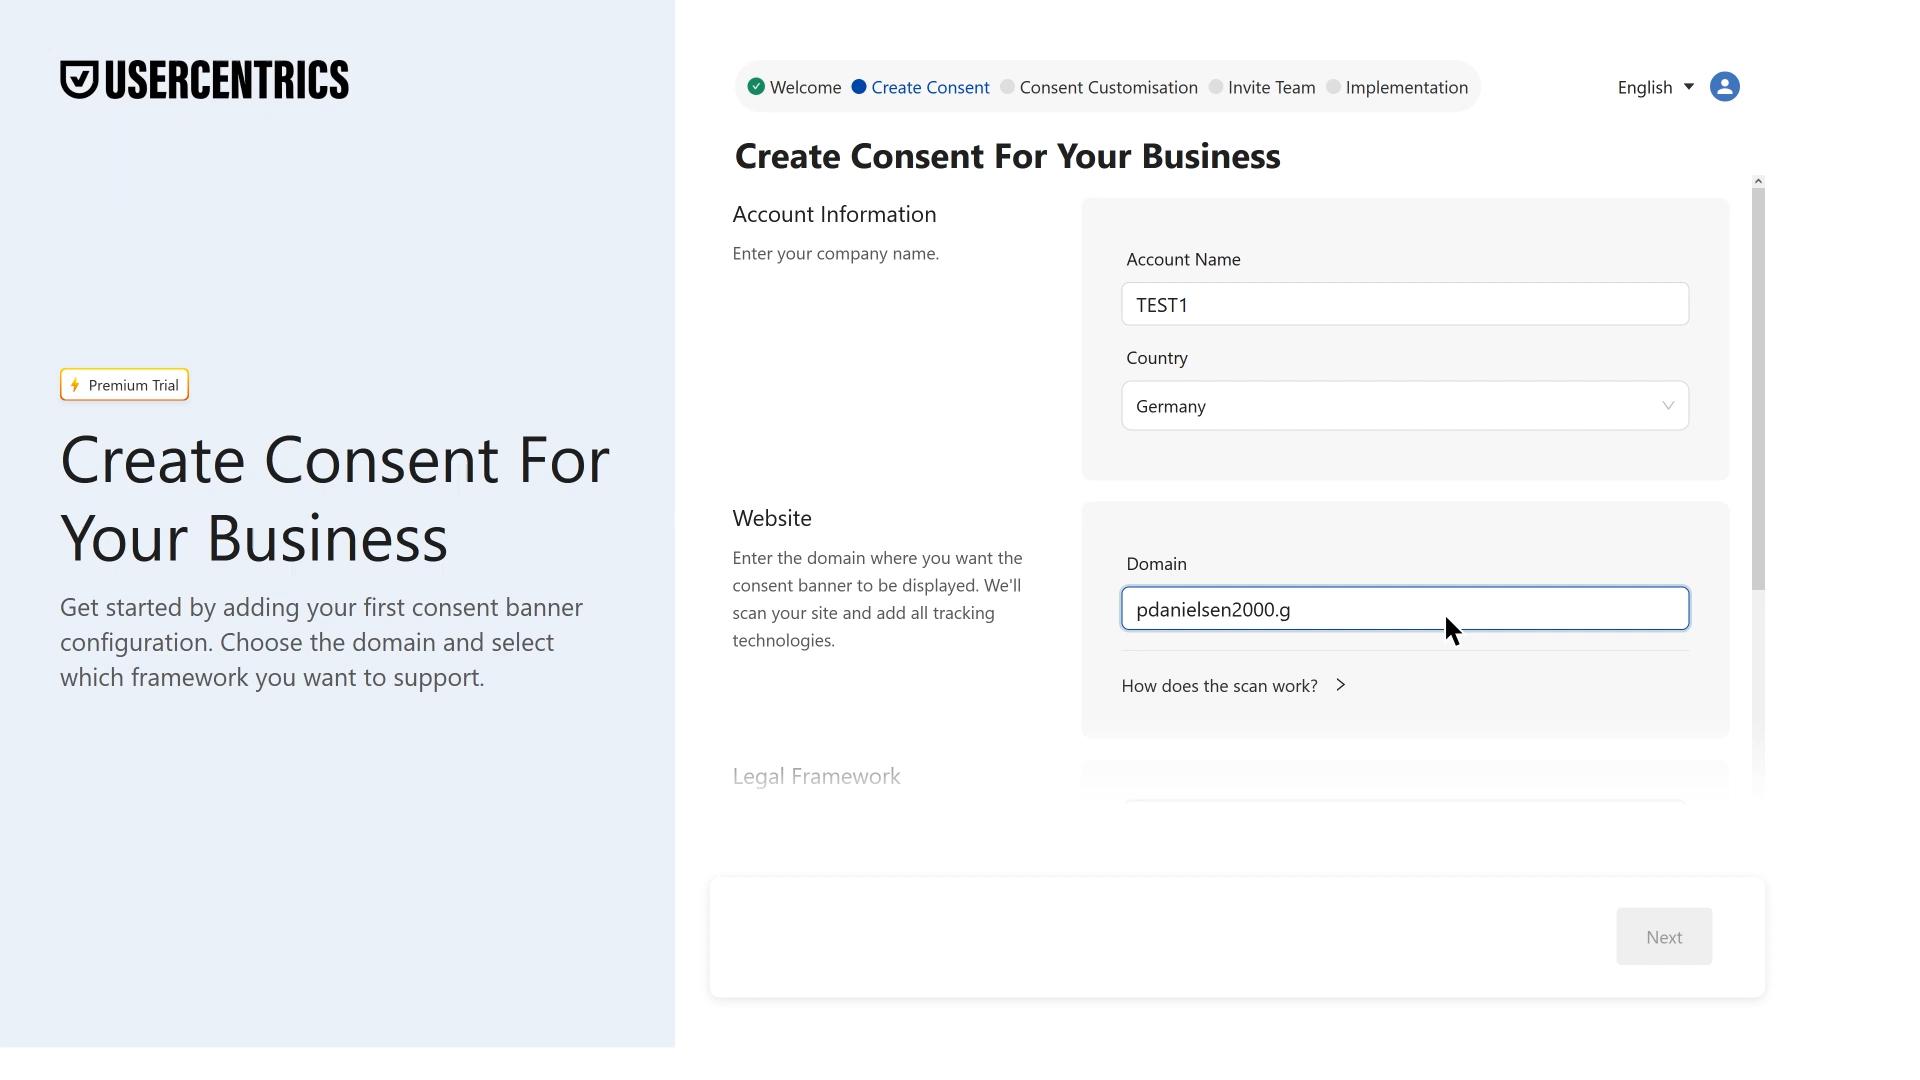 USERCENTRICS
Premium Trial
Create Consent For
Your Business
Get started by adding your first consent banner
configuration. Choose the domain and select
which framework you want to support.
Welcome Create Consent Consent Customisation Invite Team Implementation
English
Create Consent For Your Business
Account Information
Enter your company name.
Account Name
TEST1
Country
Germany
Website
Enter the domain where you want the
consent banner to be displayed. We'll
scan your site and add all tracking
technologies.
Domain
pdanielsen2000.g
How does the scan work?
Legal Framework
Next